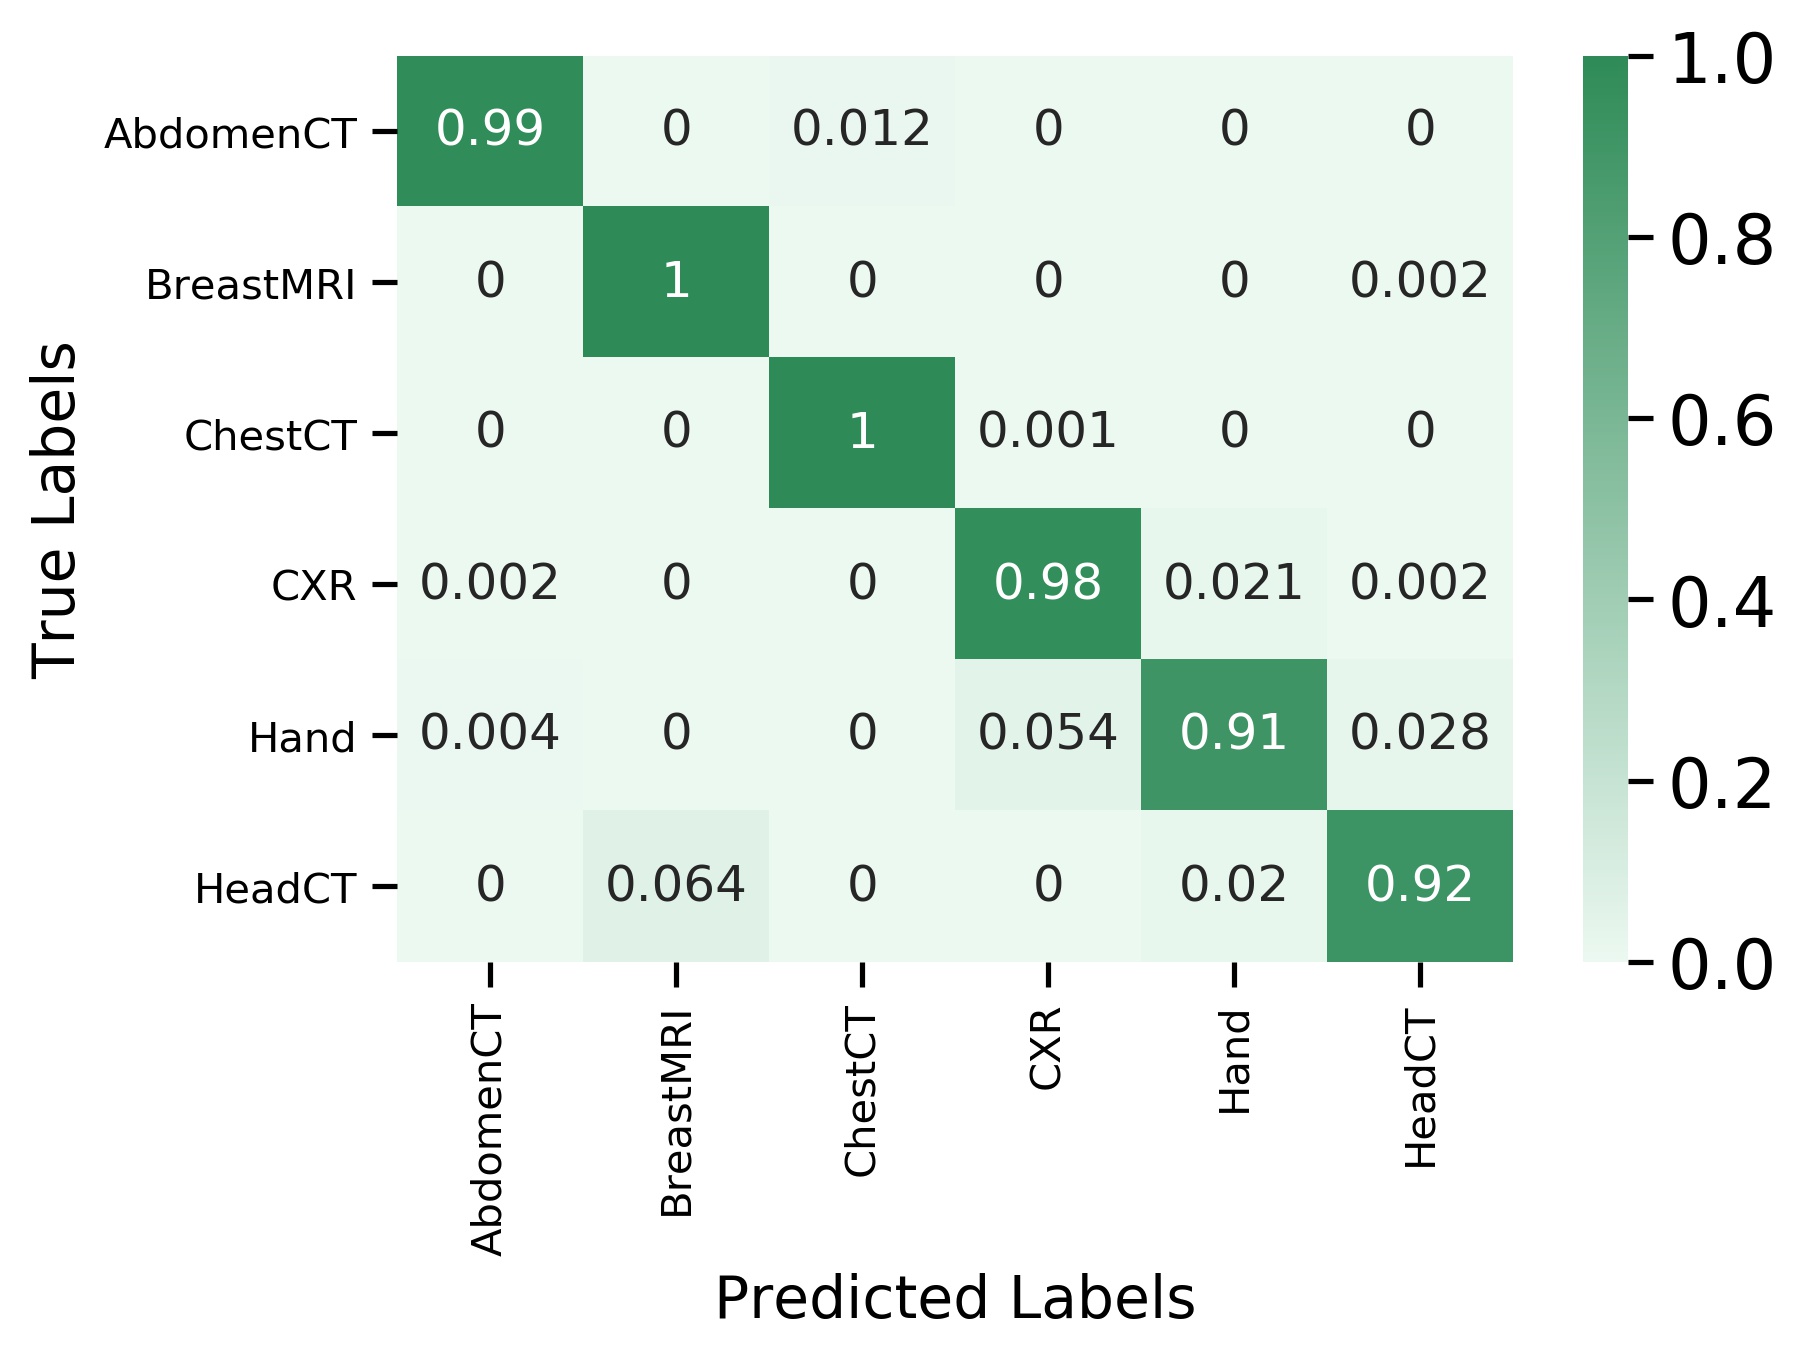 AbdomenCT 0.99 0 0.012 0 0 0
BreastMRI 0 1 0 0 0 0.002
ChestCT 0 0 1 0.001 0 0
CXR 0.002 0 0 0.98 0.021 0.002
Hand 0.004 0 0 0.054 0.91 0.028
HeadCT 0 0.064 0 0 0.02 0.92
True Labels
AbdomenCT BreastMRI ChestCT CXR Hand HeadCT
Predicted Labels
1.0
0.8
0.6
0.4
0.2
0.0